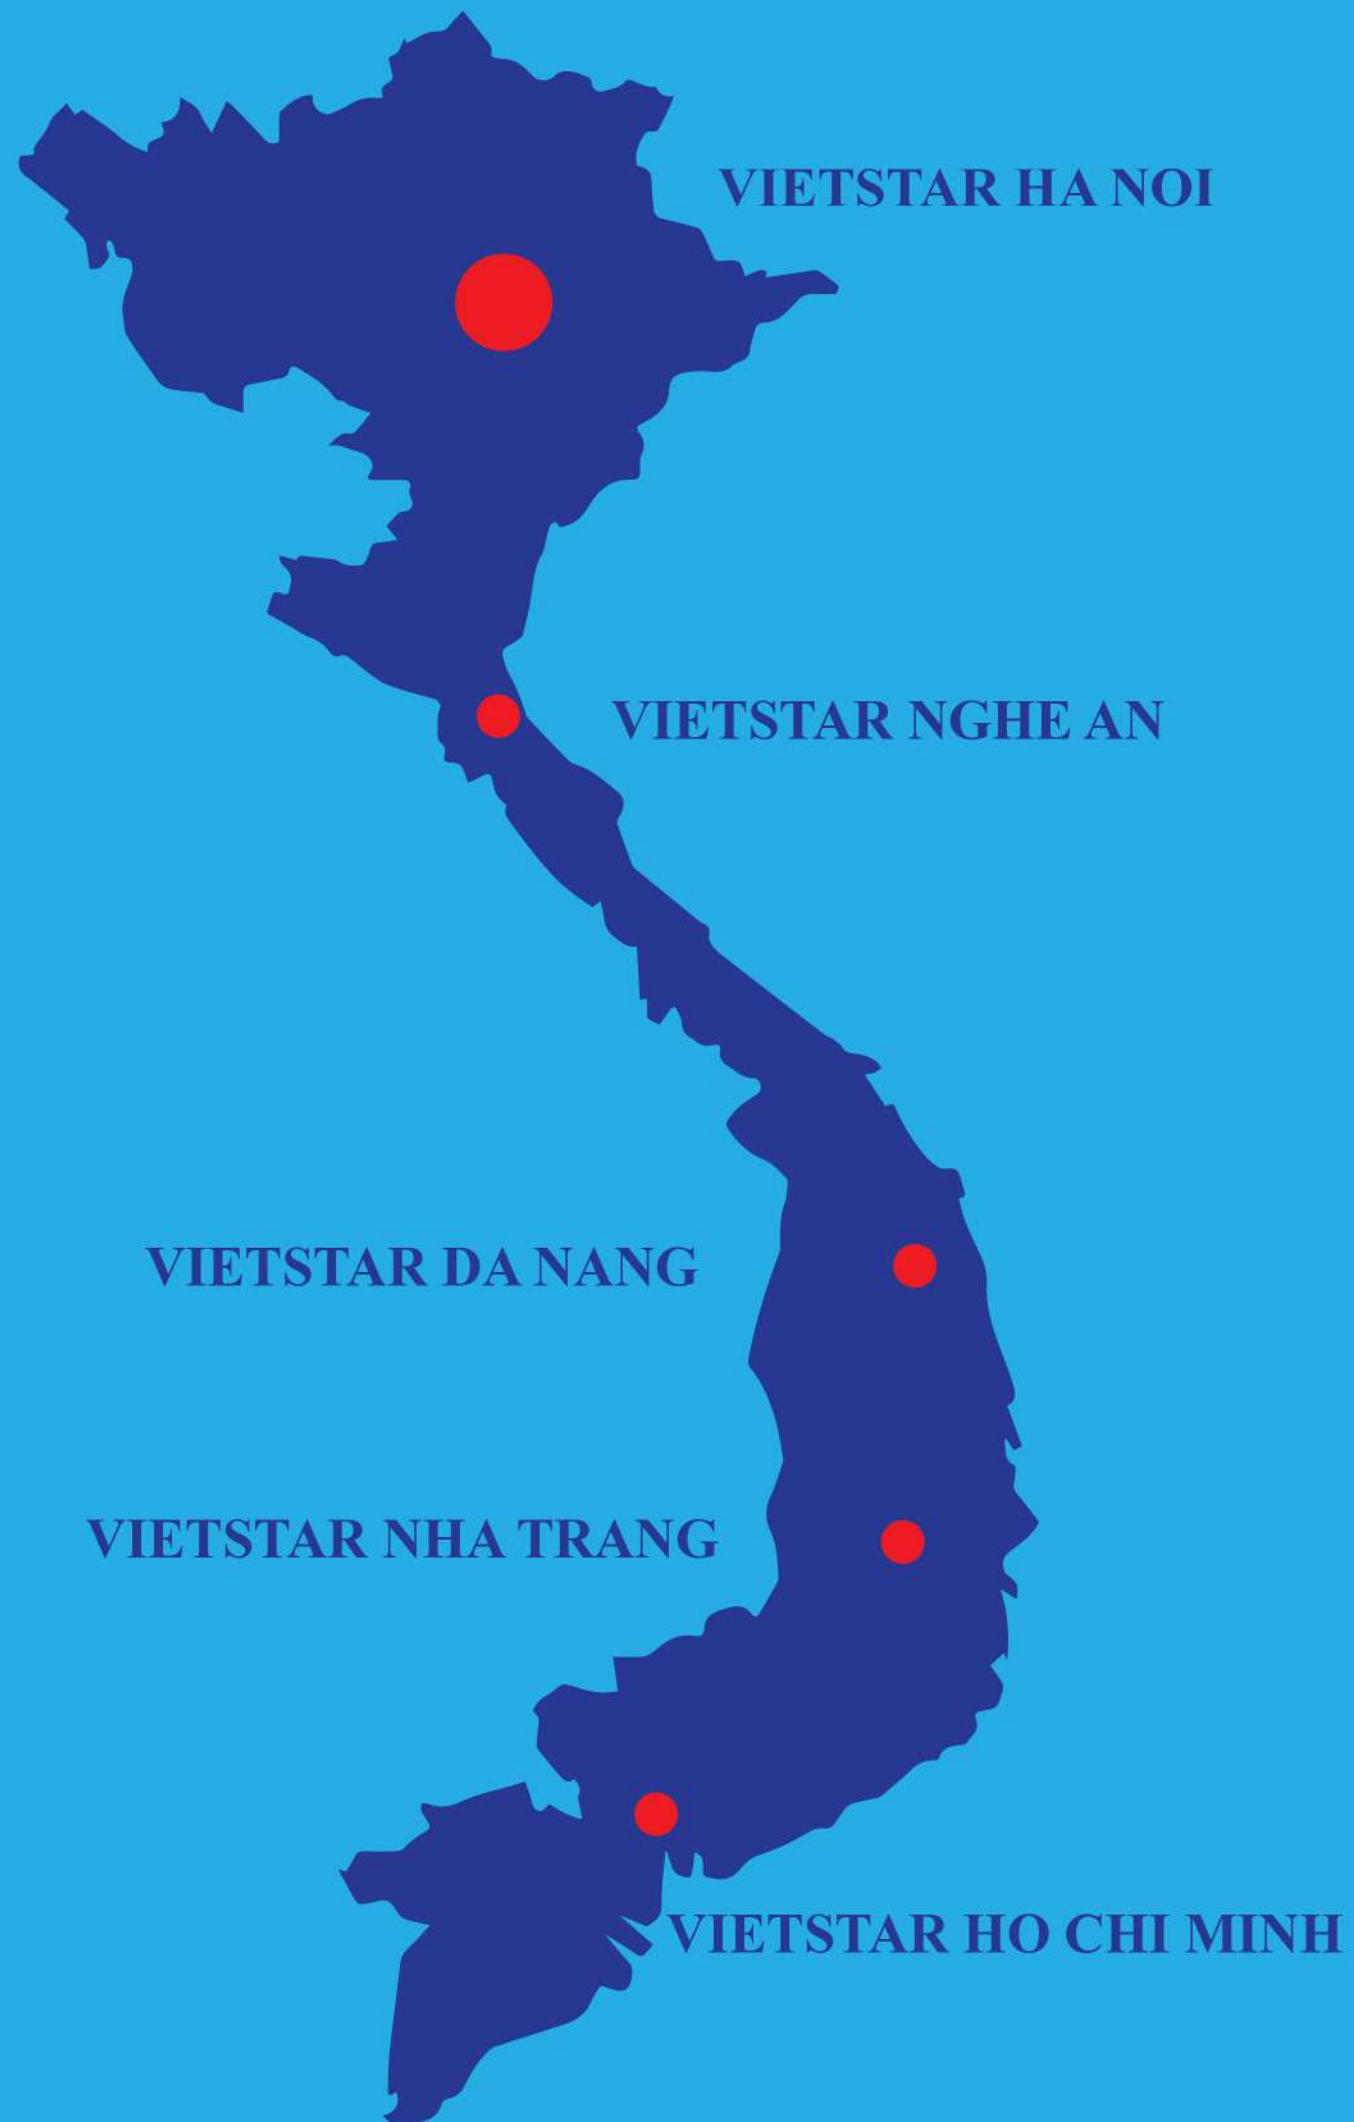 VIETSTAR HA NOI
VIETSTAR NGHE AN
VIETSTAR DA NANG
VIETSTAR NHA TRANG
VIETSTAR HO CHI MINH